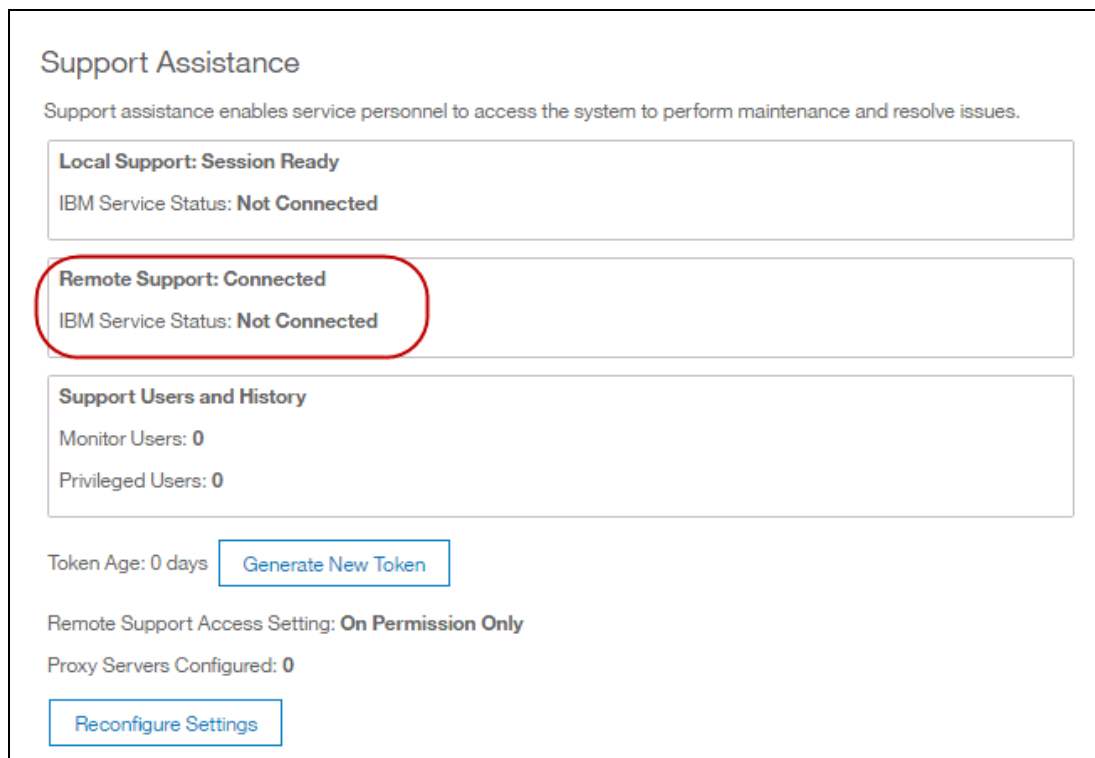 Support Assistance
Support assistance enables service personnel to access the system to perform maintenance and resolve issues.
Local Support: Session Ready
IBM Service Status: Not Connected
Remote Support: Connected
IBM Service Status: Not Connected
Support Users and History
Monitor Users: 0
Privileged Users: 0
Token Age: 0 days Generate New Token
Remote Support Access Setting: On Permission Only
Proxy Servers Configured: 0
Reconfigure Settings